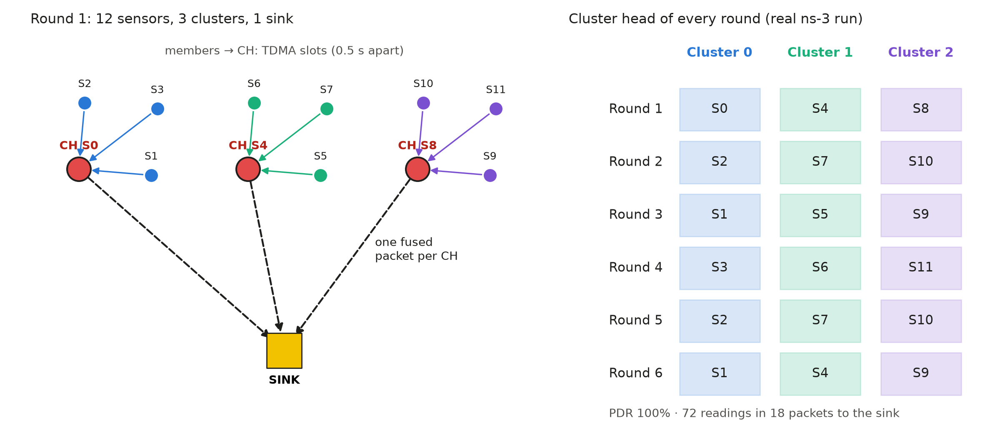 Round 1: 12 sensors, 3 clusters, 1 sink
members → CH: TDMA slots (0.5 s apart)
S2
S3
S6
S7
S10
S11
CH S0
S1
CH S4
S5
CH S8
S9
one fused
packet per CH
SINK
Cluster head of every round (real ns-3 run)
Cluster 0 Cluster 1 Cluster 2
Round 1 S0 S4 S8
Round 2 S2 S7 S10
Round 3 S1 S5 S9
Round 4 S3 S6 S11
Round 5 S2 S7 S10
Round 6 S1 S4 S9
PDR 100% · 72 readings in 18 packets to the sink